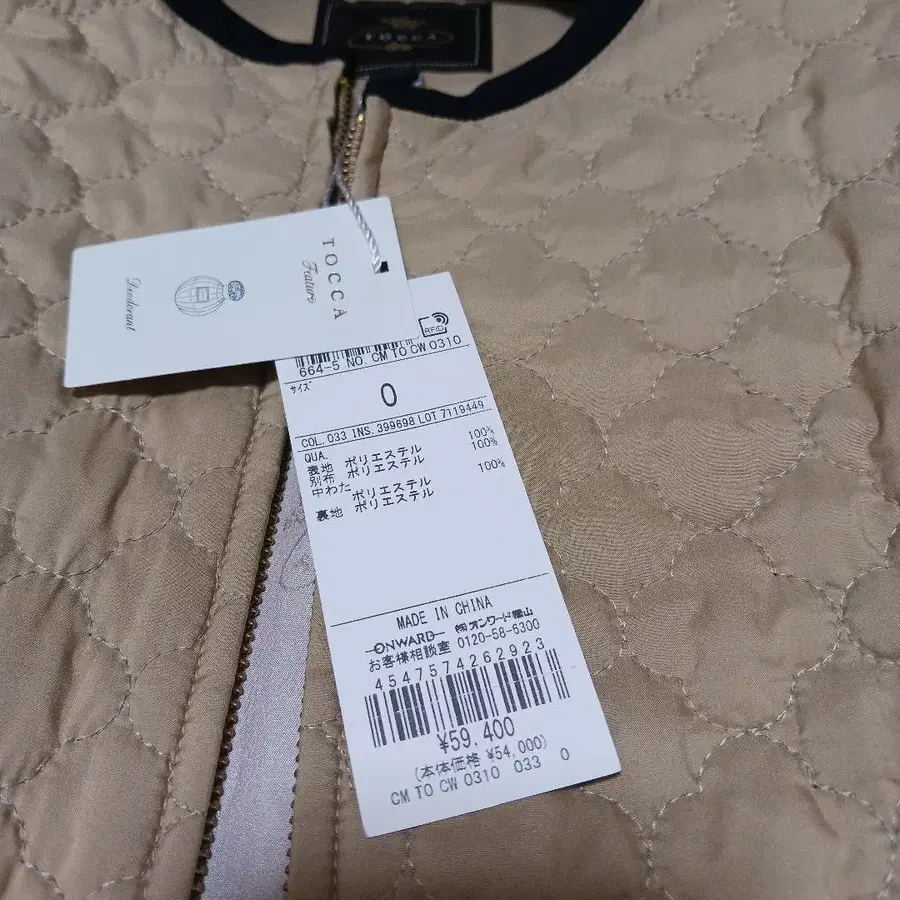 TOCCA
TOCCA
Feature
Deodorant
RFID
664-5 NO. CM TO CW 0310
サイズ
0
COL. 033 INS. 399698 LOT 7119449
QUA.
表地 ポリエステル 100%
別布 ポリエステル 100%
中わた
ポリエステル 100%
裏地 ポリエステル
MADE IN CHINA
ONWARD ㈱オンワード樫山
お客様相談室 0120-58-6300
4547574262923
¥59,400
(本体価格 ¥54,000)
CM TO CW 0310 033 0